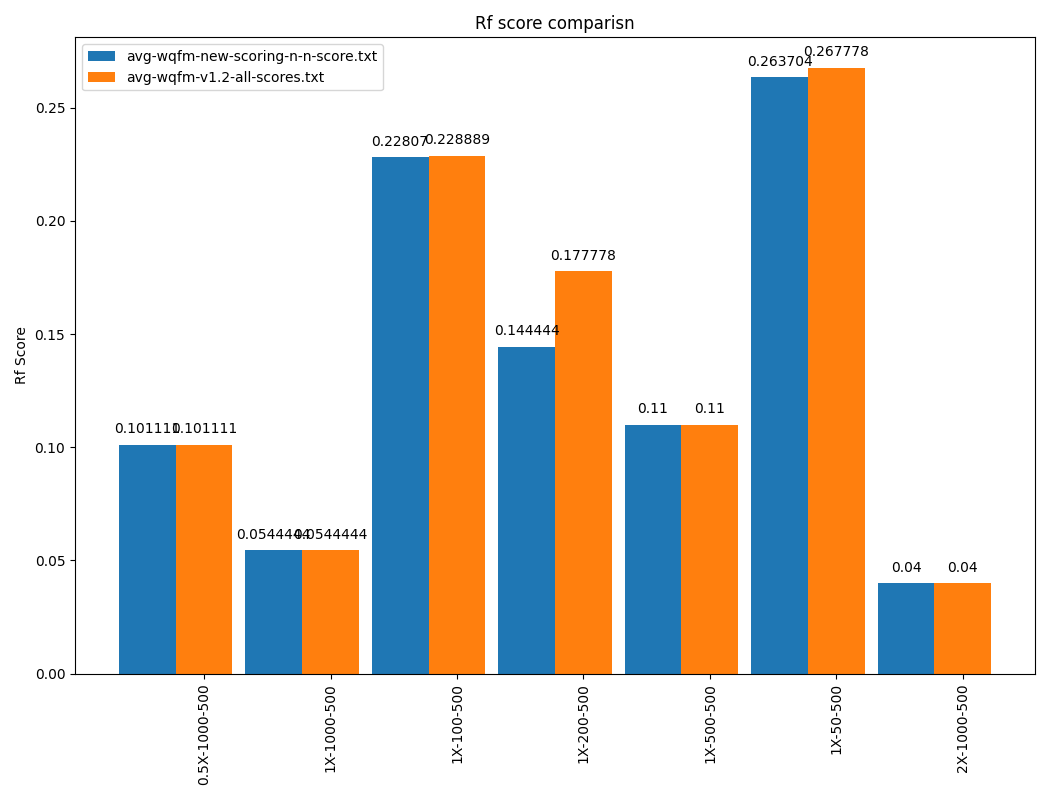 Rf score comparisn
avg-wqfm-new-scoring-n-n-score.txt
avg-wqfm-v1.2-all-scores.txt
Rf Score
0.25
0.20
0.15
0.10
0.05
0.00
0.101111
0.101111
0.0544444
0.0544444
0.22807
0.228889
0.144444
0.177778
0.11
0.11
0.263704
0.267778
0.04
0.04
0.5X-1000-500
1X-1000-500
1X-100-500
1X-200-500
1X-500-500
1X-50-500
2X-1000-500